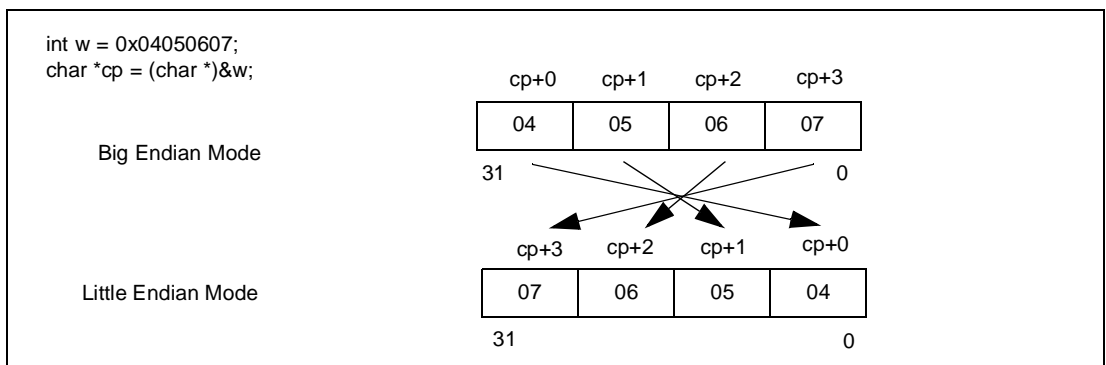 int w = 0x04050607;
char *cp = (char *)&w;
cp+0 cp+1 cp+2 cp+3
Big Endian Mode 04 05 06 07
31 0
cp+3 cp+2 cp+1 cp+0
Little Endian Mode 07 06 05 04
31 0